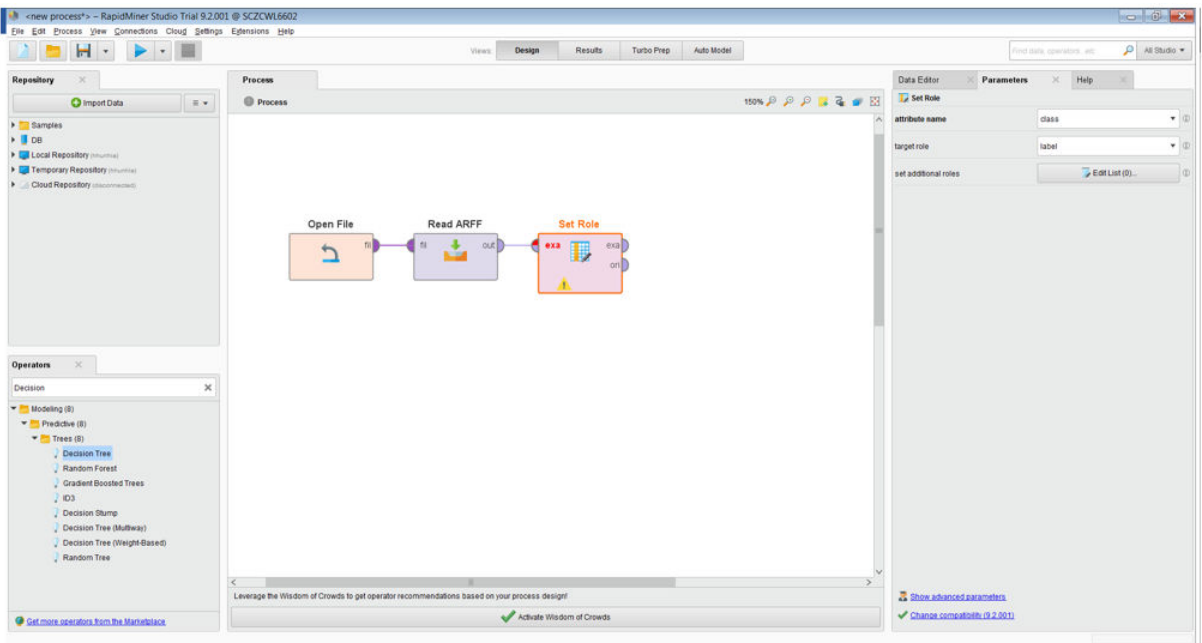 <new process*> – RapidMiner Studio Trial 9.2.001 @ SCZCWL6602
File Edit Process View Connections Cloud Settings Extensions Help
Views: Design Results Turbo Prep Auto Model
Find data, operators...etc
All Studio
Repository
Import Data
Samples
DB
Local Repository
Temporary Repository
Cloud Repository (disconnected)
Operators
Decision
Modeling (8)
Predictive (8)
Trees (8)
Decision Tree
Random Forest
Gradient Boosted Trees
ID3
Decision Stump
Decision Tree (Multiway)
Decision Tree (Weight-Based)
Random Tree
Get more operators from the Marketplace
Process
Process
150%
Open File
fil
Read ARFF
fil out
Set Role
exa exa
ori
Leverage the Wisdom of Crowds to get operator recommendations based on your process design!
Activate Wisdom of Crowds
Data Editor Parameters Help
Set Role
attribute name class
target role label
set additional roles Edit List (0)...
Show advanced parameters
Change compatibility (9.2.001)